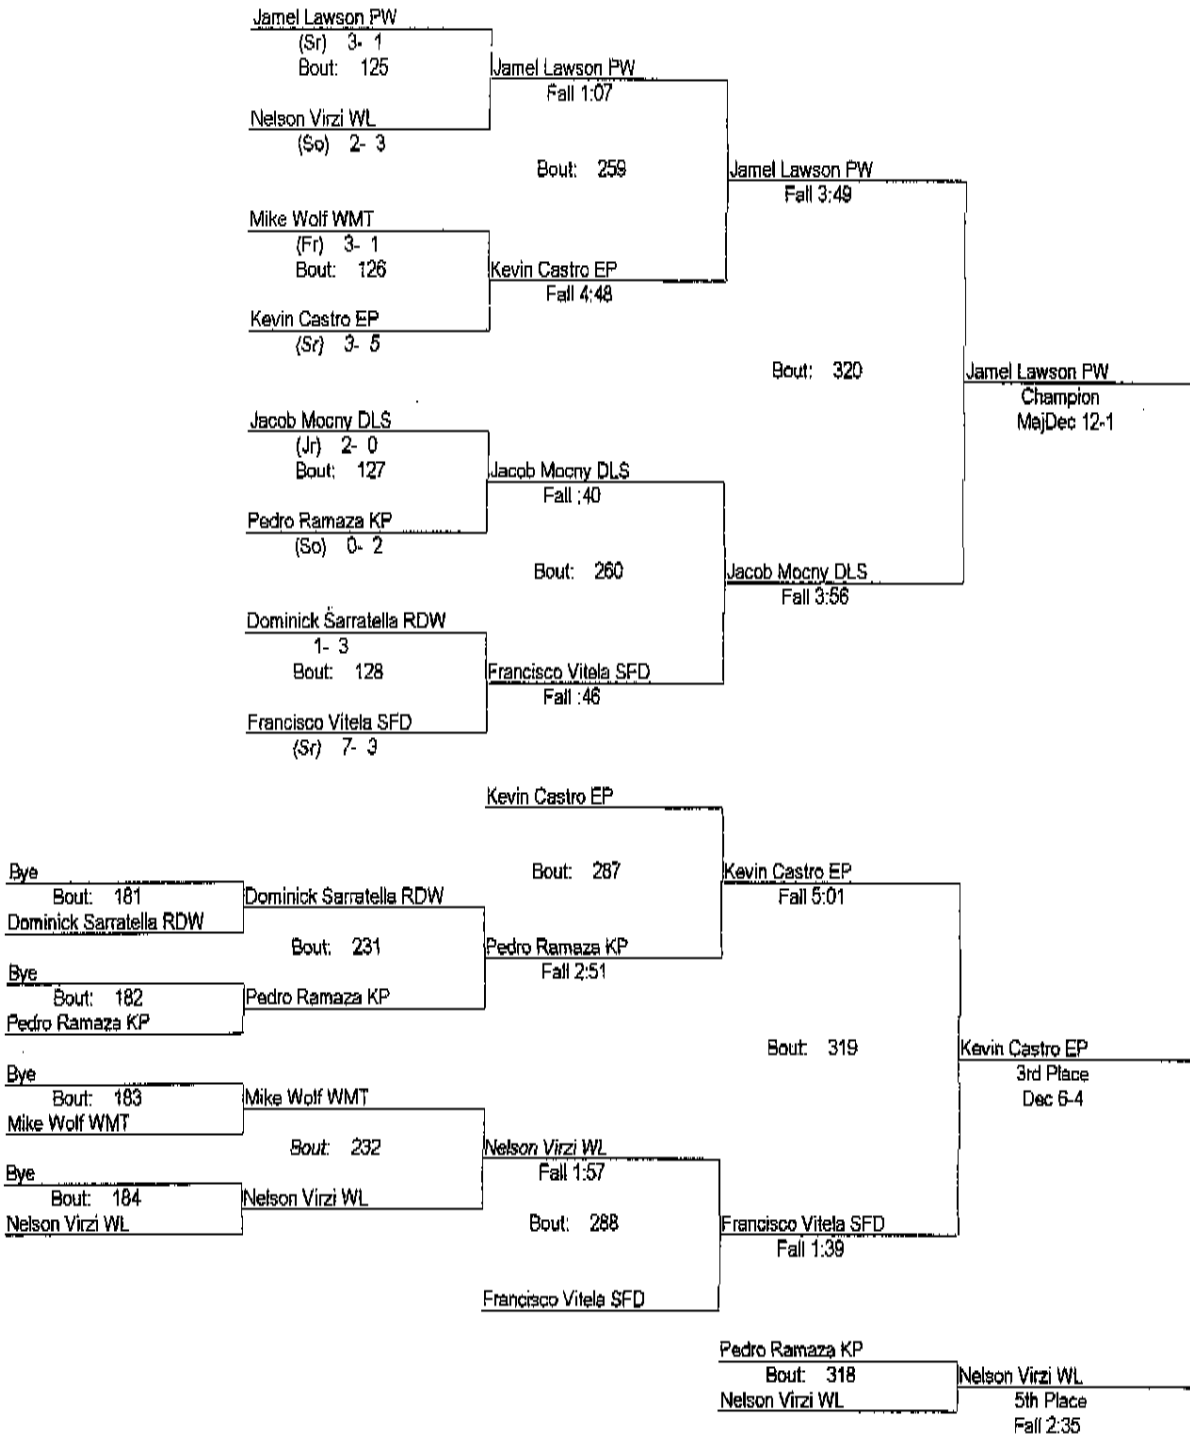 Jamel Lawson PW
(Sr) 3- 1
Bout: 125
Jamel Lawson PW
Fall 1:07
Nelson Virzi WL
(So) 2- 3
Bout: 259
Jamel Lawson PW
Fall 3:49
Mike Wolf WMT
(Fr) 3- 1
Bout: 126
Kevin Castro EP
Fall 4:48
Kevin Castro EP
(Sr) 3- 5
Bout: 320
Jamel Lawson PW
Champion
MajDec 12-1
Jacob Mocny DLS
(Jr) 2- 0
Bout: 127
Jacob Mocny DLS
Fall :40
Pedro Ramaza KP
(So) 0- 2
Bout: 260
Jacob Mocny DLS
Fall 3:56
Dominick Sarratella RDW
1- 3
Bout: 128
Francisco Vitela SFD
Fall :46
Francisco Vitela SFD
(Sr) 7- 3
Kevin Castro EP
Bout: 287
Kevin Castro EP
Fall 5:01
Bye
Bout: 181
Dominick Sarratella RDW
Dominick Sarratella RDW
Bout: 231
Pedro Ramaza KP
Fall 2:51
Bye
Bout: 182
Pedro Ramaza KP
Pedro Ramaza KP
Bout: 319
Kevin Castro EP
3rd Place
Dec 6-4
Bye
Bout: 183
Mike Wolf WMT
Mike Wolf WMT
Bout: 232
Nelson Virzi WL
Fall 1:57
Bye
Bout: 184
Nelson Virzi WL
Nelson Virzi WL
Bout: 288
Francisco Vitela SFD
Fall 1:39
Francisco Vitela SFD
Pedro Ramaza KP
Bout: 318
Nelson Virzi WL
Nelson Virzi WL
5th Place
Fall 2:35